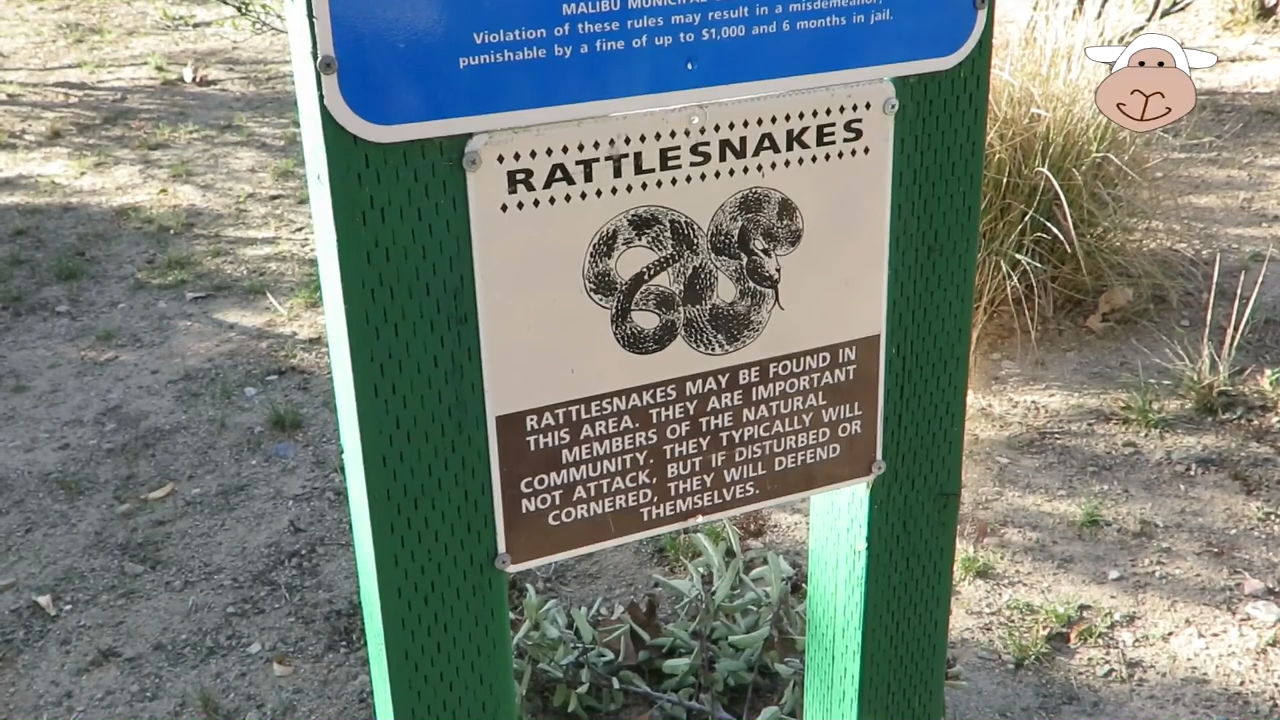 MALIBU MUNICIPAL
Violation of these rules may result in a misdemeanor,
punishable by a fine of up to $1,000 and 6 months in jail.
RATTLESNAKES
RATTLESNAKES MAY BE FOUND IN
THIS AREA. THEY ARE IMPORTANT
MEMBERS OF THE NATURAL
COMMUNITY. THEY TYPICALLY WILL
NOT ATTACK, BUT IF DISTURBED OR
CORNERED, THEY WILL DEFEND
THEMSELVES.